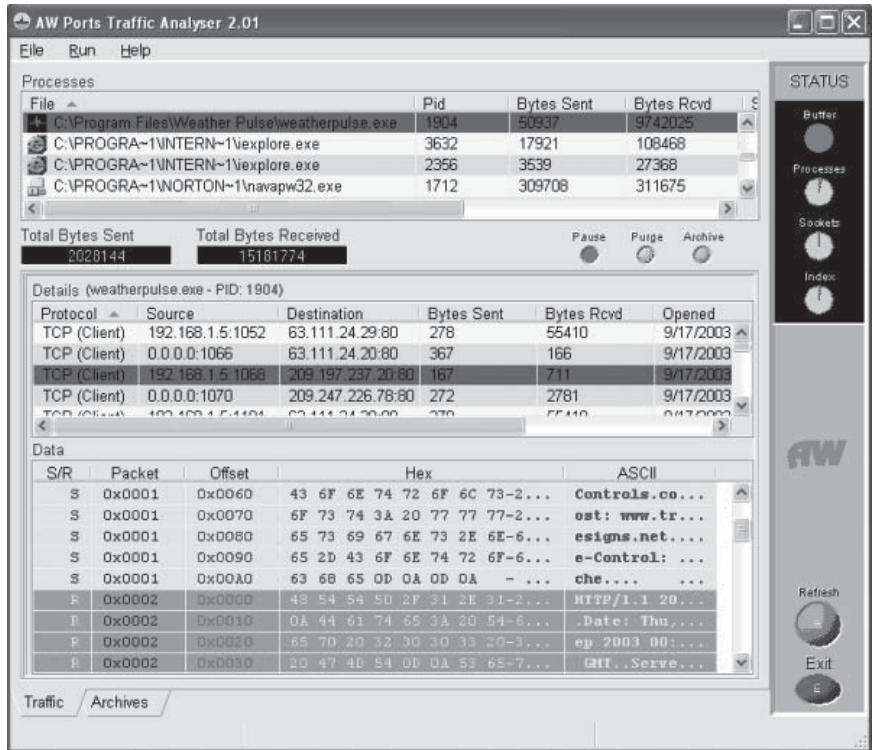 AW Ports Traffic Analyser 2.01
File Run Help
Processes
File Pid Bytes Sent Bytes Rcvd S
C:\Program Files\Weather Pulse\weatherpulse.exe 1904 50937 9742025
C:\PROGRA~1\INTERN~1\iexplore.exe 3632 17921 108468
C:\PROGRA~1\INTERN~1\iexplore.exe 2356 3539 27368
C:\PROGRA~1\NORTON~1\navapw32.exe 1712 309708 311675
Total Bytes Sent Total Bytes Received
2028144 15181774
Pause Purge Archive
Details (weatherpulse.exe - PID: 1904)
Protocol Source Destination Bytes Sent Bytes Rcvd Opened
TCP (Client) 192.168.1.5:1052 63.111.24.29:80 278 55410 9/17/2003
TCP (Client) 0.0.0.0:1066 63.111.24.20:80 367 166 9/17/2003
TCP (Client) 192.168.1.5:1068 209.197.237.20:80 167 711 9/17/2003
TCP (Client) 0.0.0.0:1070 209.247.226.78:80 272 2781 9/17/2003
Data
S/R Packet Offset Hex ASCII
S 0x0001 0x0060 43 6F 6E 74 72 6F 6C 73-2... Controls.co...
S 0x0001 0x0070 6F 73 74 3A 20 77 77 77-2... ost: www.tr...
S 0x0001 0x0080 65 73 69 67 6E 73 2E 6E-6... esigns.net....
S 0x0001 0x0090 65 2D 43 6F 6E 74 72 6F-6... e-Control: ...
S 0x0001 0x00A0 63 68 65 0D 0A 0D 0A - ... che.... ...
R 0x0002 0x0000 48 54 54 50 2F 31 2E 31-2... HTTP/1.1 20...
R 0x0002 0x0010 0A 44 61 74 65 3A 20 54-6... .Date: Thu,...
R 0x0002 0x0020 65 70 20 32 30 30 33 20-3... ep 2003 00:...
R 0x0002 0x0030 20 47 4D 54 0D 0A 53 65-7... GMT..Serve...
Traffic Archives
STATUS
Buffer
Processes
Sockets
Index
AW
Refresh
Exit
E